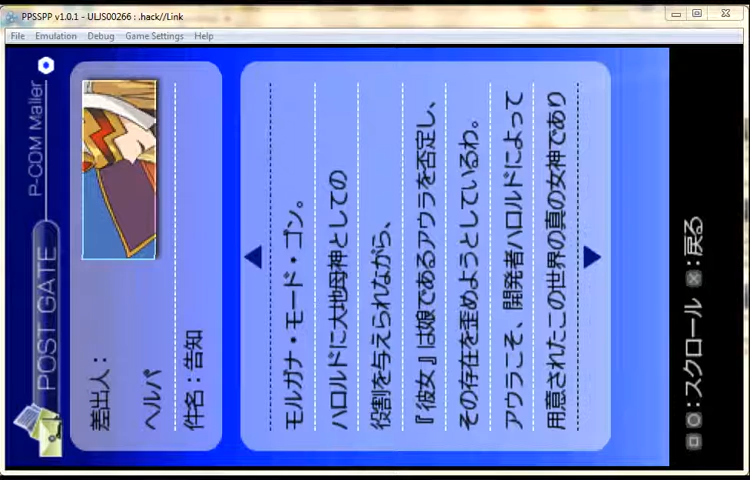 PPSSPP v1.0.1 - ULJS00266 : .hack//Link
File Emulation Debug Game Settings Help
POST GATE
P-COM Mailer
差出人：
ヘルバ
件名：告知
モルガナ・モード・ゴン。
ハロルドに大地母神としての
役割を与えられながら、
『彼女』は娘であるアウラを否定し、
その存在を歪めようとしているわ。
アウラこそ、開発者ハロルドによって
用意されたこの世界の真の女神であり
□○：スクロール ×：戻る